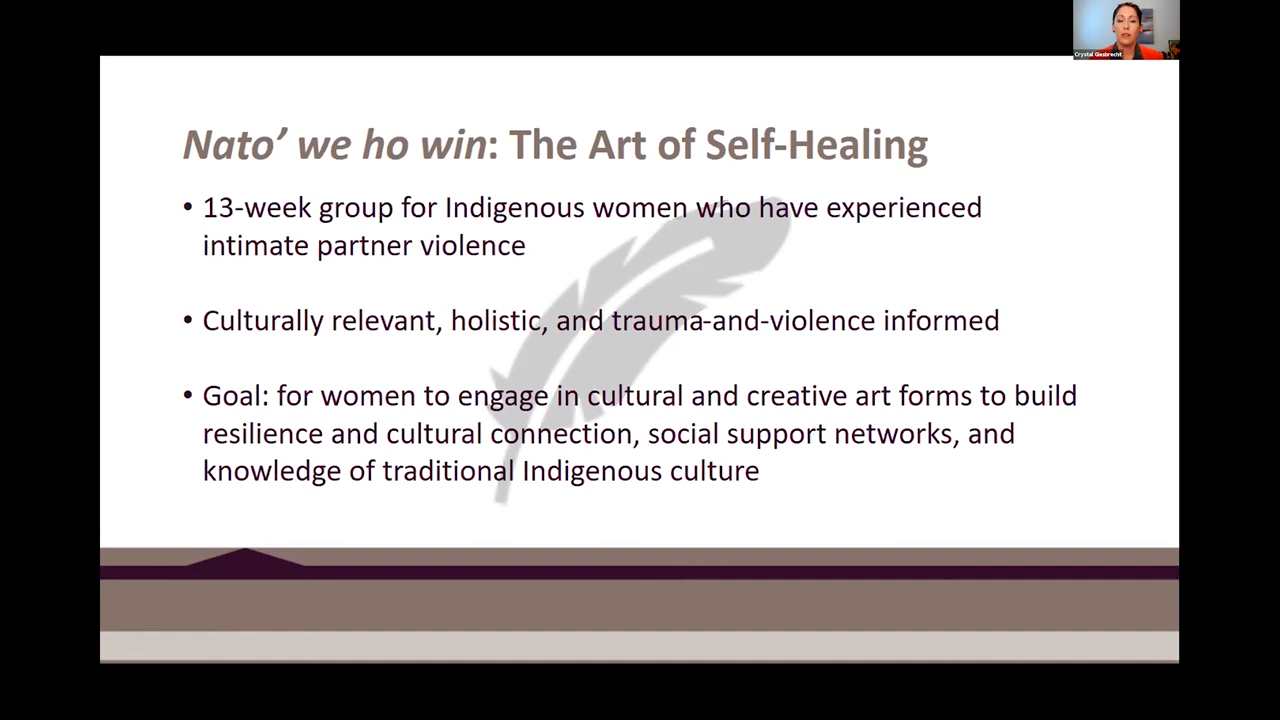 Crystal Giesbrecht
Nato’ we ho win: The Art of Self-Healing
• 13-week group for Indigenous women who have experienced
intimate partner violence
• Culturally relevant, holistic, and trauma-and-violence informed
• Goal: for women to engage in cultural and creative art forms to build
resilience and cultural connection, social support networks, and
knowledge of traditional Indigenous culture